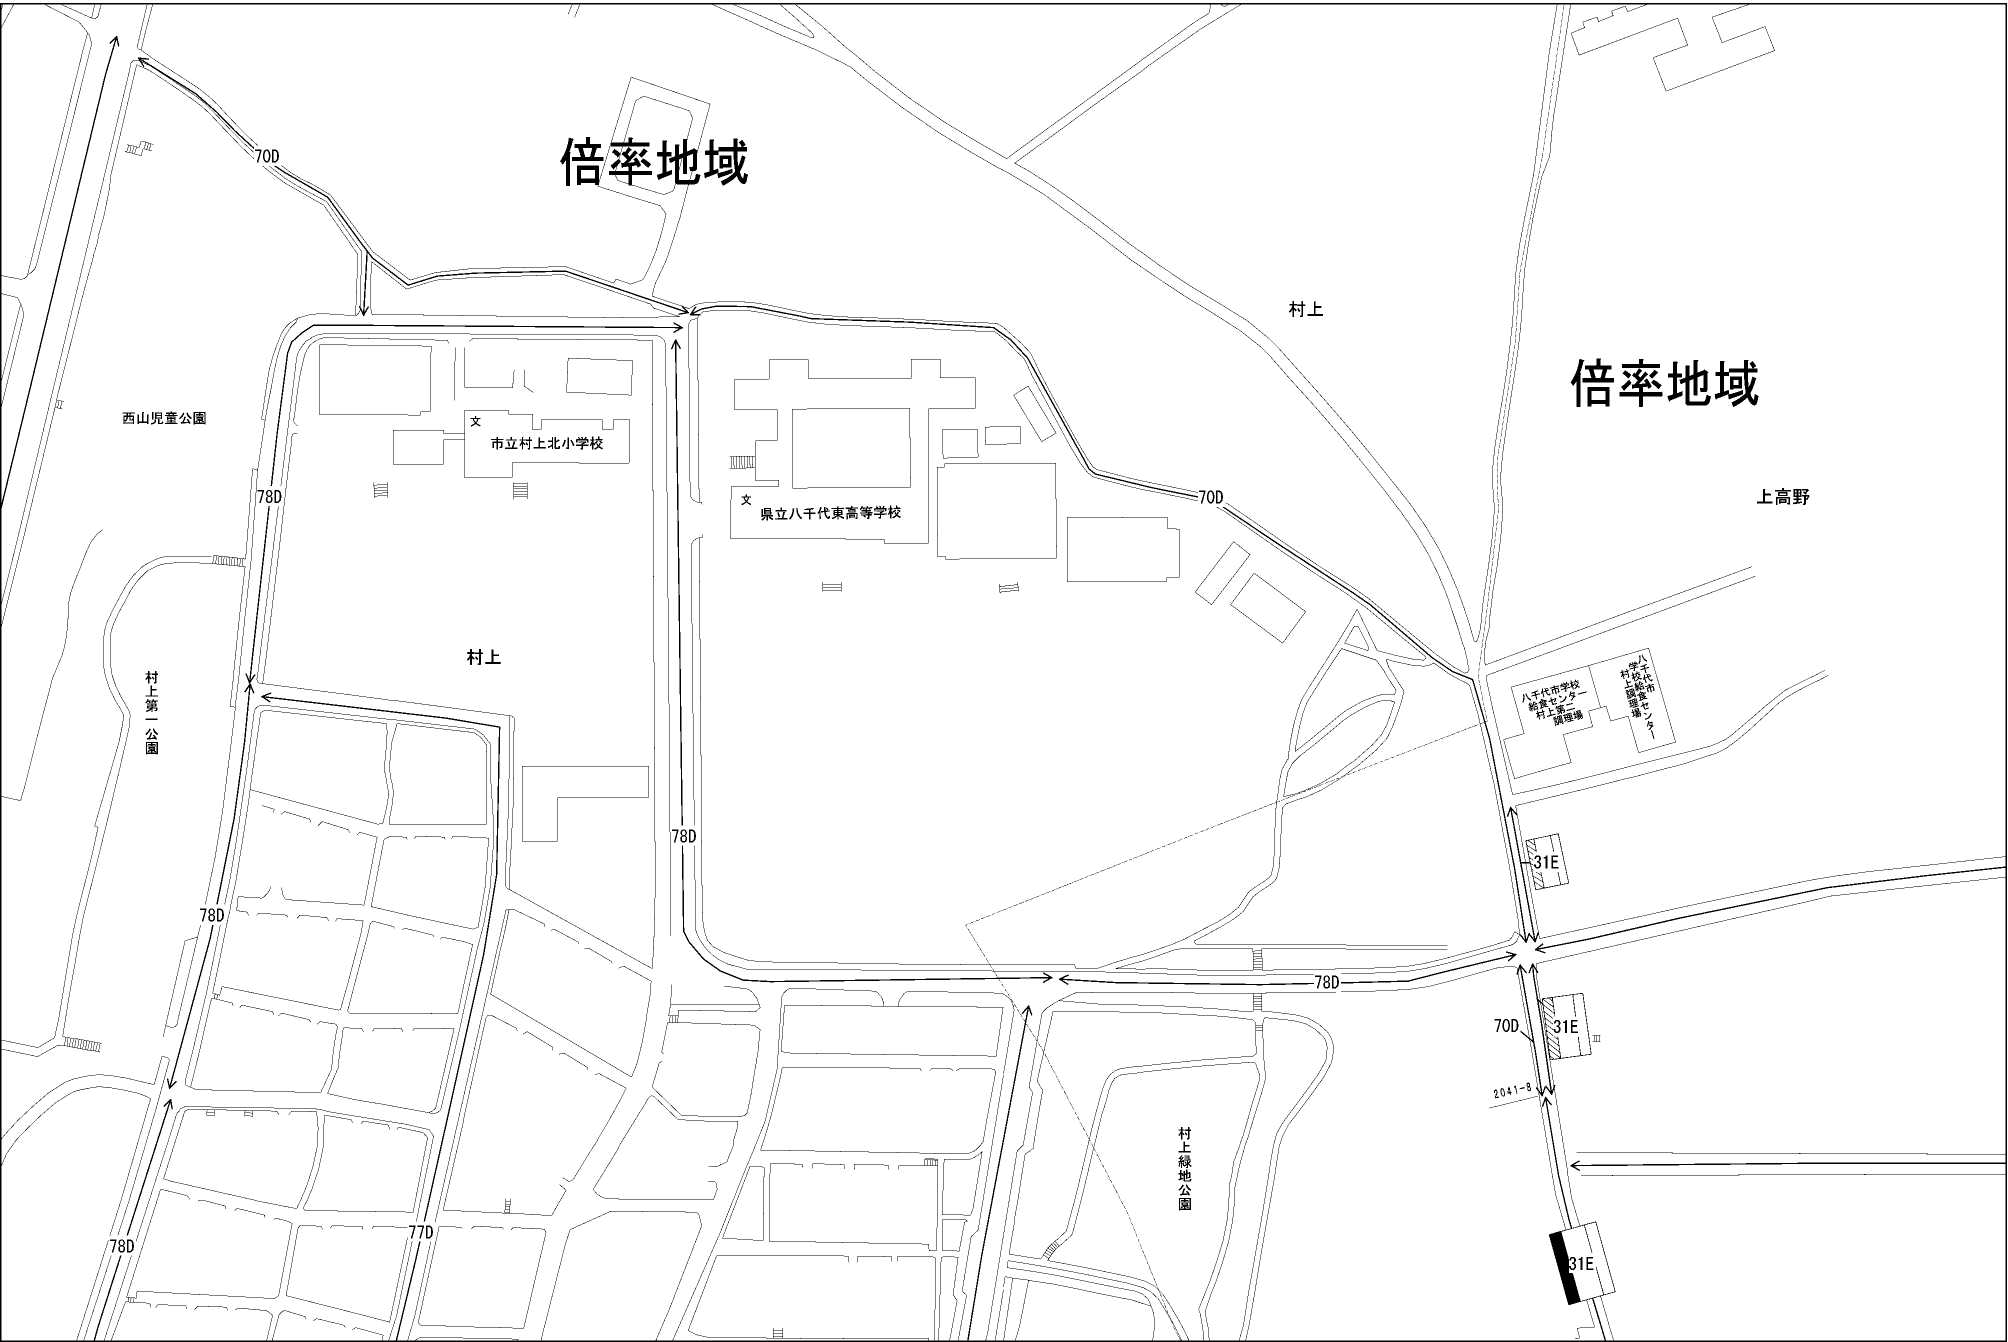 70D
倍率地域
村上
倍率地域
西山児童公園
文
市立村上北小学校
78D
文
県立八千代東高等学校
70D
上高野
村上
村上第一公園
八千代市学校
給食センター
村上第二
調理場
八千代市
学校給食センター
村上調理場
78D
31E
78D
78D
70D
31E
2041-8
村上緑地公園
78D
77D
31E